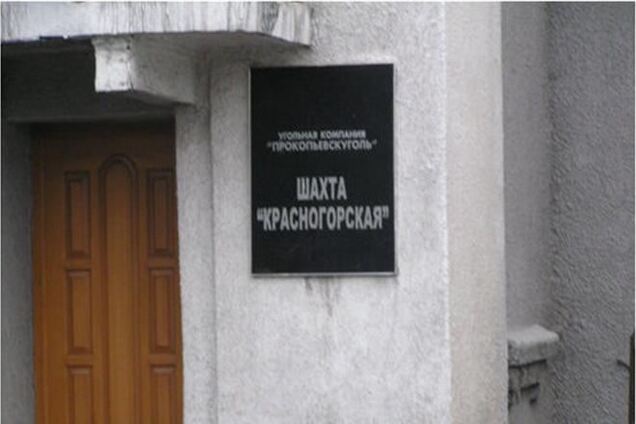 УГОЛЬНАЯ КОМПАНИЯ
"ПРОКОПЬЕВСКУГОЛЬ"
ШАХТА
"КРАСНОГОРСКАЯ"